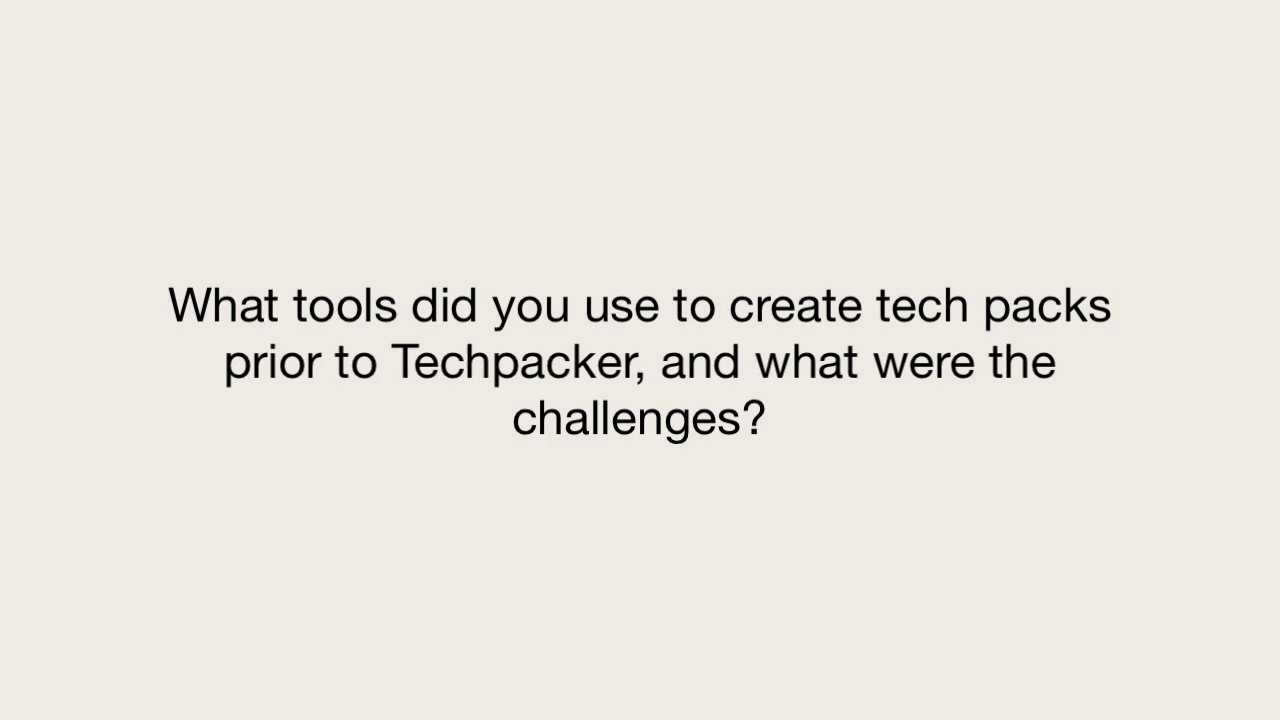 What tools did you use to create tech packs
prior to Techpacker, and what were the
challenges?